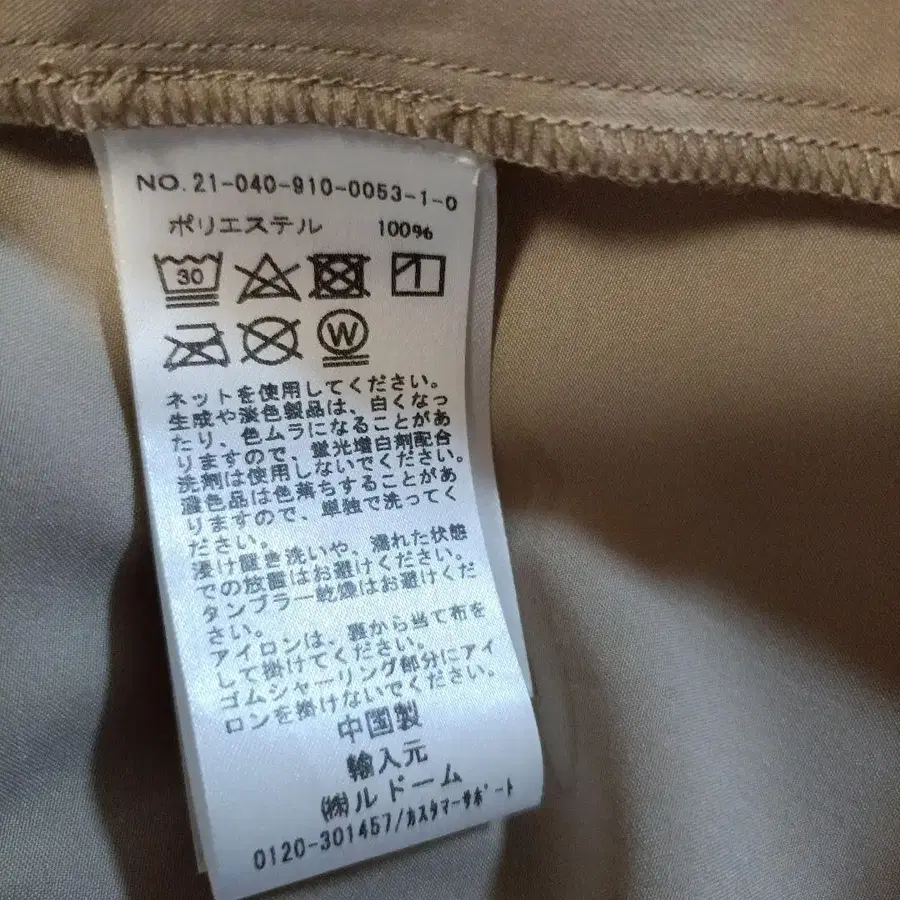 NO. 21-040-910-0053-1-0
ポリエステル 100%
30
W
ネットを使用してください。
生成や淡色製品は、白くなっ
たり、色ムラになることがあ
りますので、蛍光増白剤配合
洗剤は使用しないでください。
濃色品は色落ちすることがあ
りますので、単独で洗ってく
ださい。
浸け置き洗いや、濡れた状態
での放置はお避けください。
タンブラー乾燥はお避けくだ
さい。
アイロンは、裏から当て布を
して掛けてください。
ゴムシャーリング部分にアイ
ロンを掛けないでください。
中国製
輸入元
㈱ルドーム
0120-301457/カスタマーサポート